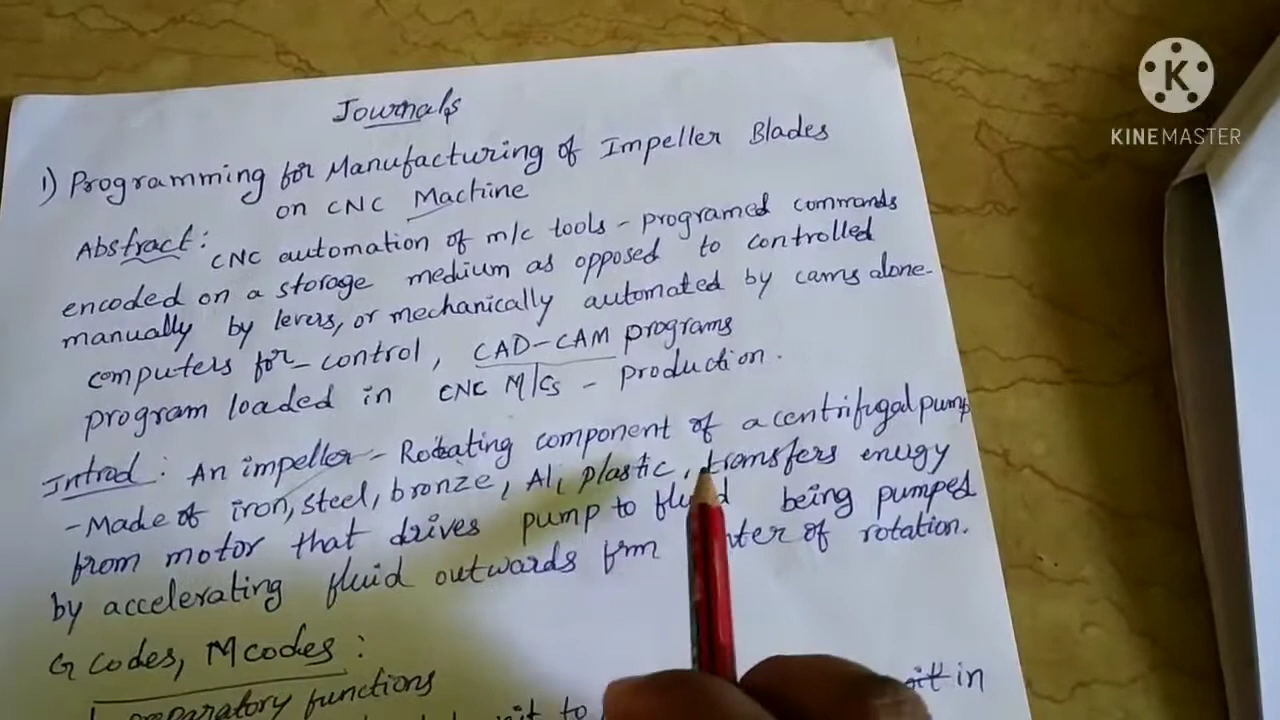 KINEMASTER
Journals
1) Programming for Manufacturing of Impeller Blades
on CNC Machine
Abstract:
CNC automation of m/c tools - programed commands
encoded on a storage medium as opposed to controlled
manually by levers, or mechanically automated by cams alone-
computers for control, CAD-CAM programs
program loaded in CNC M/Cs - production.
Introd: An impeller - Rotating component of a centrifugal pump
- Made of iron, steel, bronze, Al, plastic, transfers energy
from motor that drives pump to fluid being pumped
by accelerating fluid outwards frm of rotation.
G codes, M codes:
functions
to in